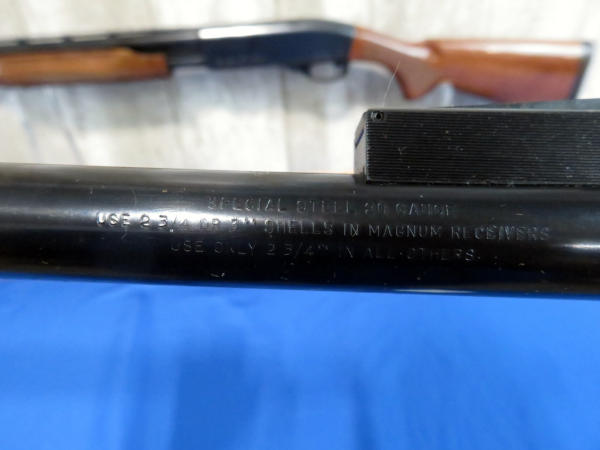 SPECIAL STEEL 20 GAUGE
USE 2 3/4 OR 3" SHELLS IN MAGNUM RECEIVERS
USE ONLY 2 3/4" IN ALL OTHERS